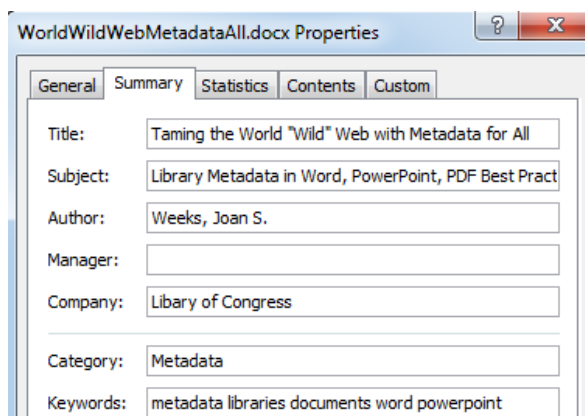 WorldWildWebMetadataAll.docx Properties
General Summary Statistics Contents Custom
Title: Taming the World "Wild" Web with Metadata for All
Subject: Library Metadata in Word, PowerPoint, PDF Best Pract
Author: Weeks, Joan S.
Manager:
Company: Libary of Congress
Category: Metadata
Keywords: metadata libraries documents word powerpoint